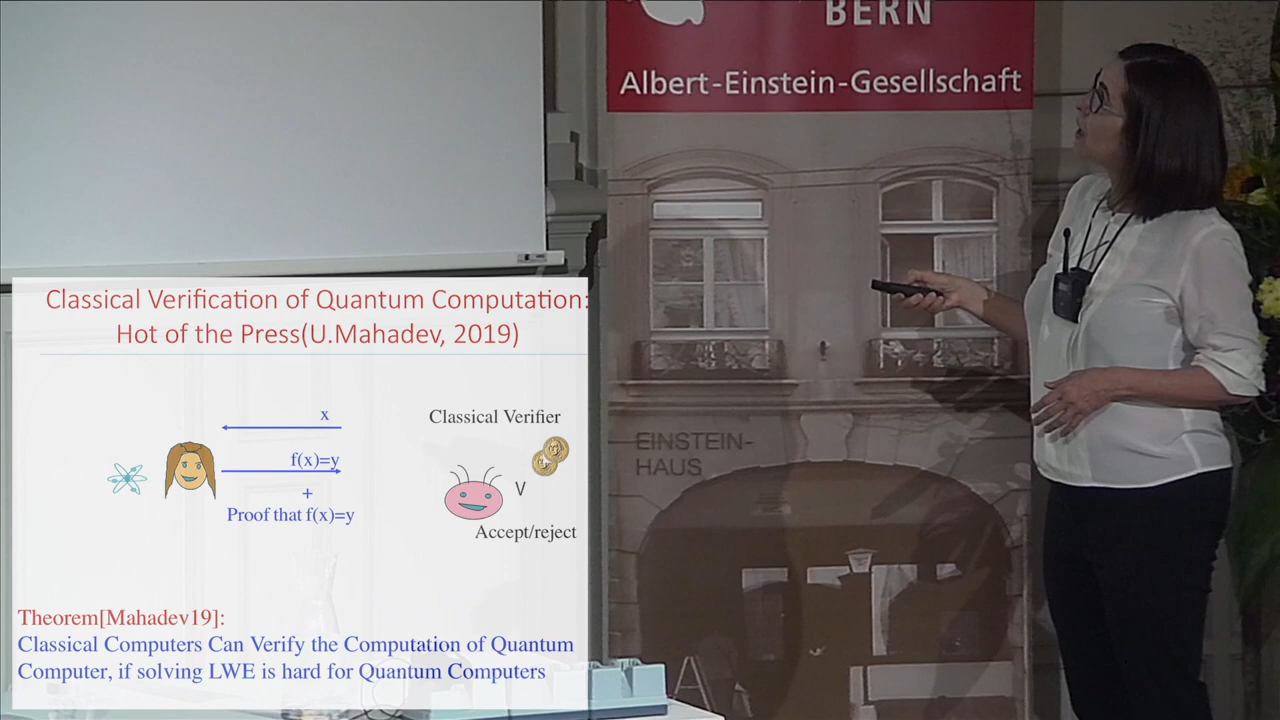 BERN
Albert-Einstein-Gesellschaft
EINSTEIN-
HAUS
Classical Verification of Quantum Computation:
Hot of the Press(U.Mahadev, 2019)
x
f(x)=y
+
Proof that f(x)=y
Classical Verifier
V
Accept/reject
Theorem[Mahadev19]:
Classical Computers Can Verify the Computation of Quantum
Computer, if solving LWE is hard for Quantum Computers